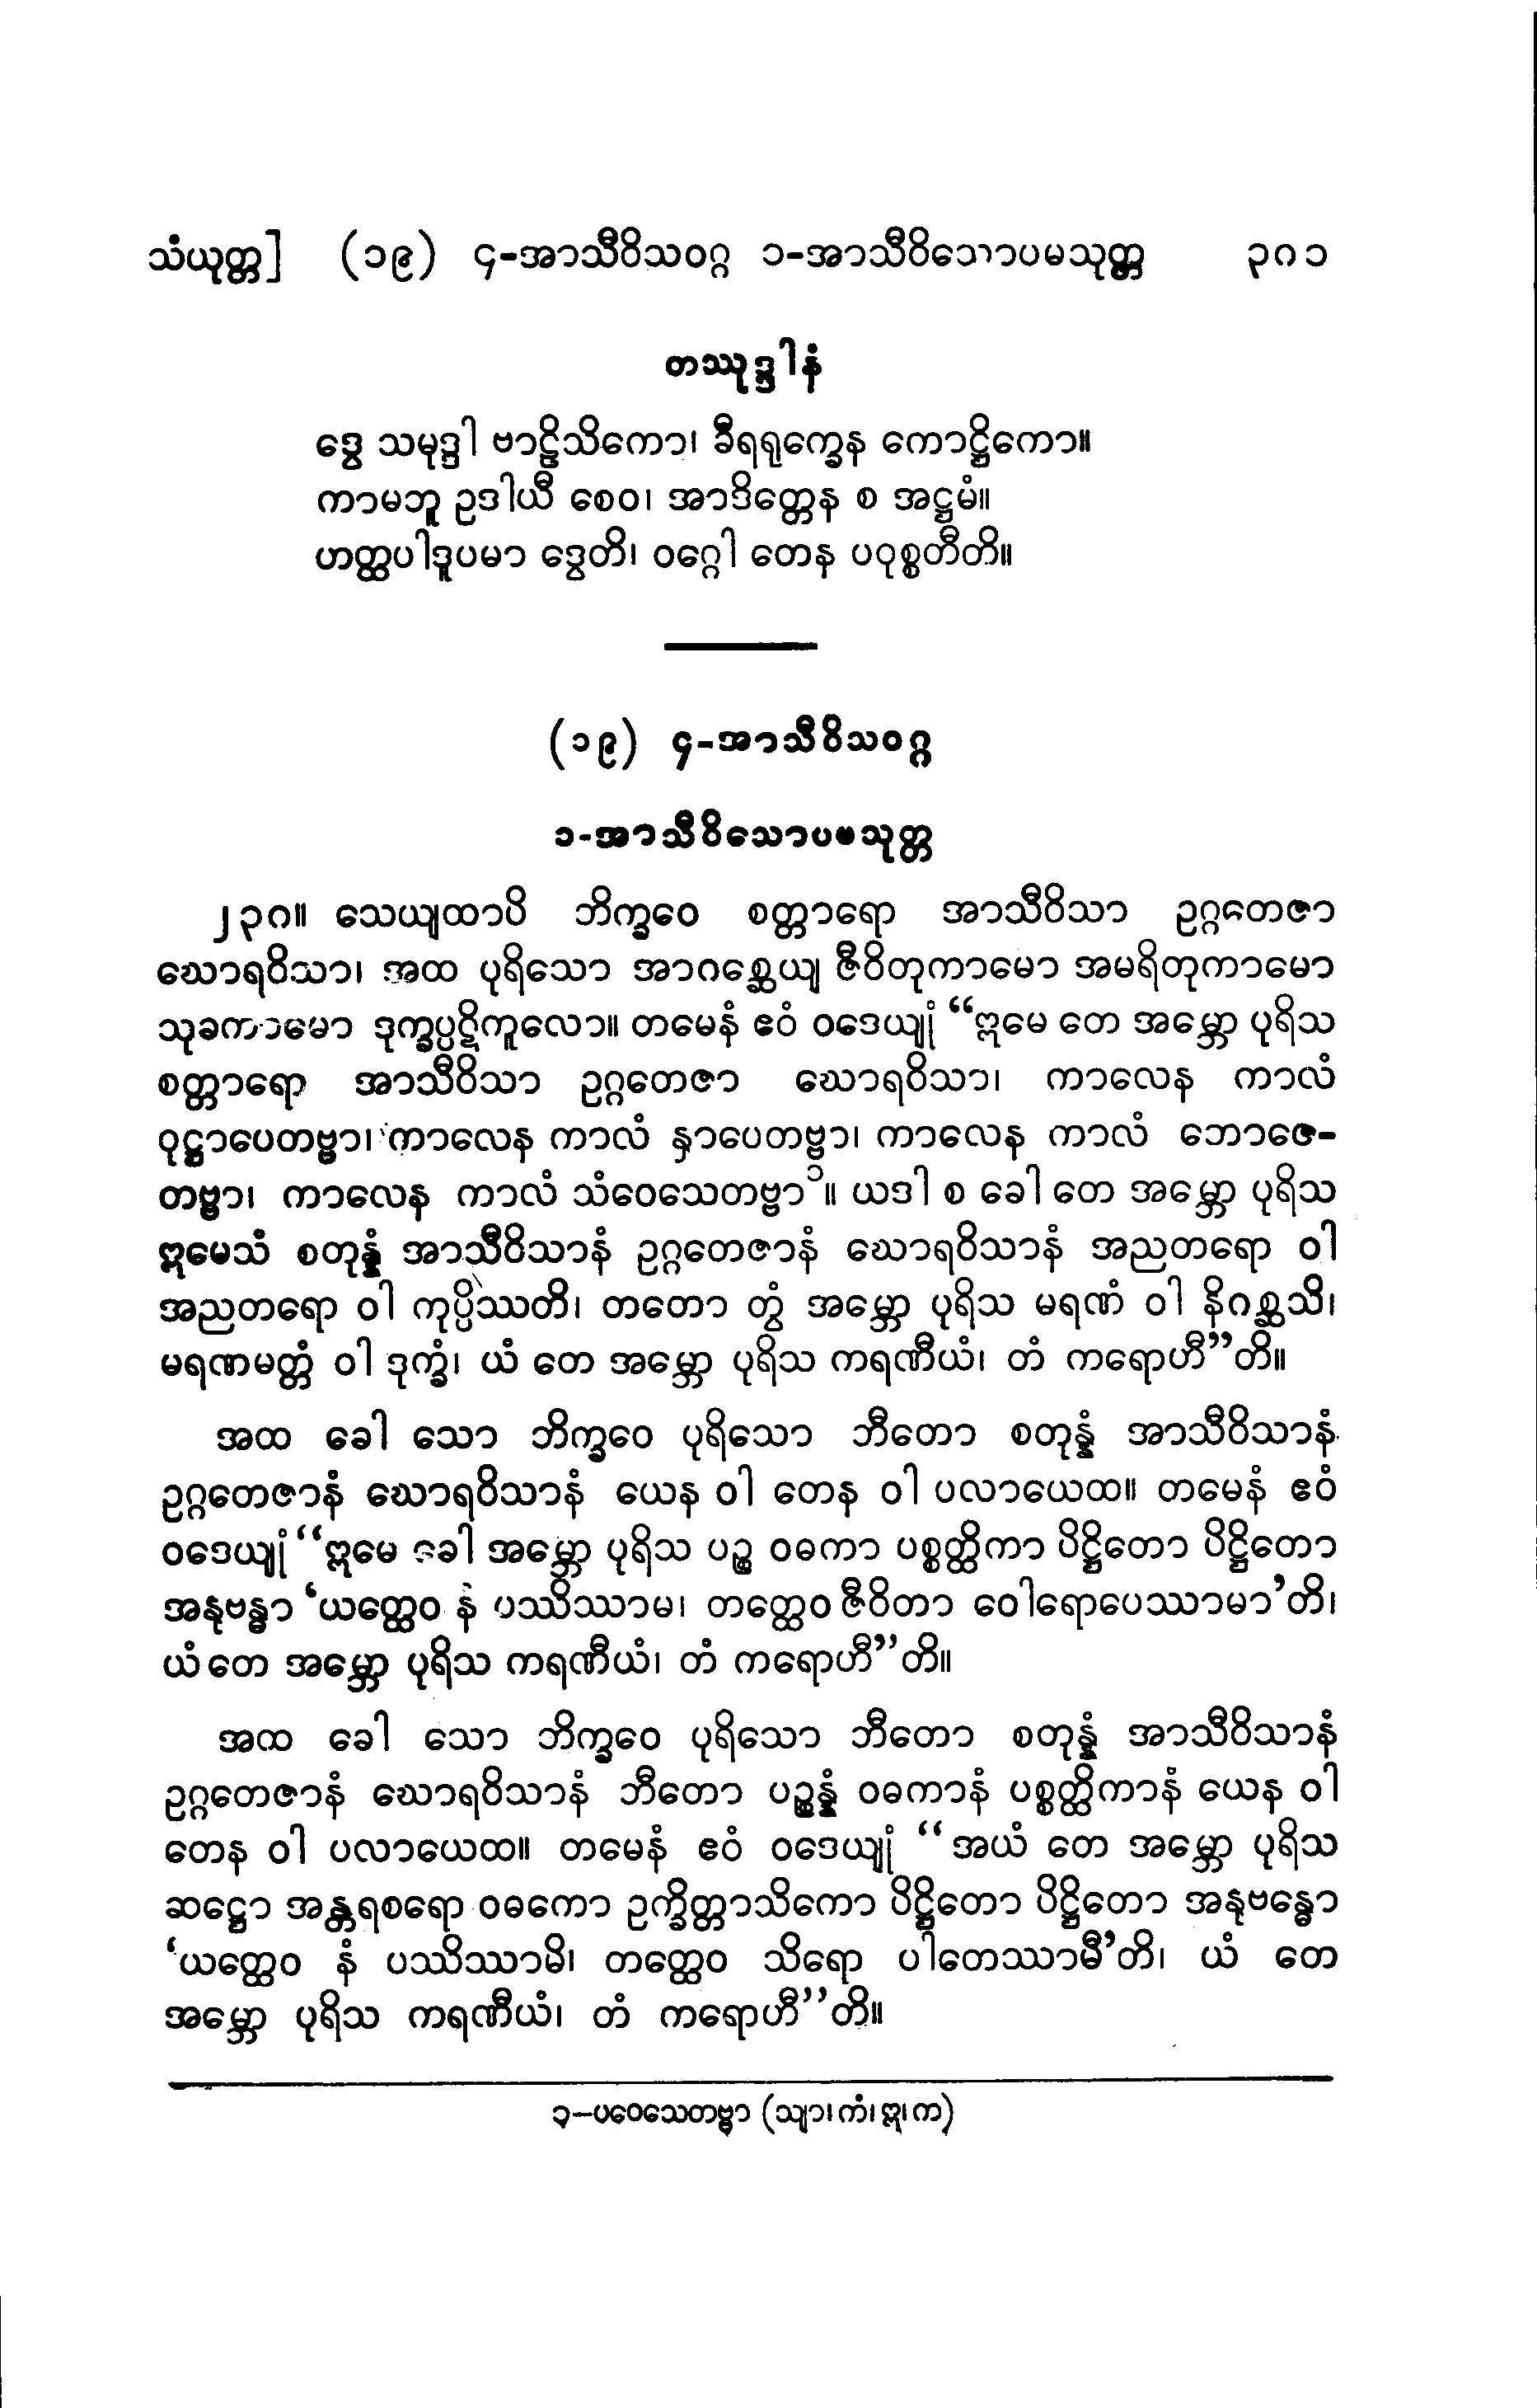 သံယုတ္တ] (၁၉) ၄-အာသီဝိသဝဂ္ဂ ၁-အာသီဝိသောပမသုတ္တ ၃၈၁
တဿုဒ္ဒါနံ
ဒွေ သမုဒ္ဒါ ဗာဠိသိကော၊ ခီရရုက္ခေန ကောဋ္ဌိကော။
ကာမဘူ ဥဒါယီ စေဝ၊ အာဒိတ္တေန စ အဋ္ဌမံ။
ဟတ္ထပါဒူပမာ ဒွေတိ၊ ဝဂ္ဂေါ တေန ပဝုစ္စတီတိ။
(၁၉) ၄-အာသီဝိသဝဂ္ဂ
၁-အာသီဝိသောပမသုတ္တ
၂၃၈။ သေယျထာပိ ဘိက္ခဝေ စတ္တာရော အာသီဝိသာ ဥဂ္ဂတေဇာ
ဃောရဝိသာ၊ အထ ပုရိသော အာဂစ္ဆေယျ ဇီဝိတုကာမော အမရိတုကာမော
သုခကာမော ဒုက္ခပ္ပဋိကူလော။ တမေနံ ဧဝံ ဝဒေယျုံ “ဣမေ တေ အမ္ဘော ပုရိသ
စတ္တာရော အာသီဝိသာ ဥဂ္ဂတေဇာ ဃောရဝိသာ၊ ကာလေန ကာလံ
ဝုဋ္ဌာပေတဗ္ဗာ၊ ကာလေန ကာလံ နှာပေတဗ္ဗာ၊ ကာလေန ကာလံ ဘောဇေ-
တဗ္ဗာ၊ ကာလေန ကာလံ သံဝေသေတဗ္ဗာ၁။ ယဒါ စ ခေါ တေ အမ္ဘော ပုရိသ
ဣမေသံ စတုန္နံ အာသီဝိသာနံ ဥဂ္ဂတေဇာနံ ဃောရဝိသာနံ အညတရော ဝါ
အညတရော ဝါ ကုပ္ပိဿတိ၊ တတော တွံ အမ္ဘော ပုရိသ မရဏံ ဝါ နိဂစ္ဆသိ၊
မရဏမတ္တံ ဝါ ဒုက္ခံ၊ ယံ တေ အမ္ဘော ပုရိသ ကရဏီယံ၊ တံ ကရောဟီ”တိ။
အထ ခေါ သော ဘိက္ခဝေ ပုရိသော ဘီတော စတုန္နံ အာသီဝိသာနံ
ဥဂ္ဂတေဇာနံ ဃောရဝိသာနံ ယေန ဝါ တေန ဝါ ပလာယေထ။ တမေနံ ဧဝံ
ဝဒေယျုံ “ဣမေ ခေါ အမ္ဘော ပုရိသ ပဉ္စ ဝဓကာ ပစ္စတ္ထိကာ ပိဋ္ဌိတော ပိဋ္ဌိတော
အနုဗန္ဓာ ‘ယတ္ထေဝ နံ ပဿိဿာမ၊ တတ္ထေဝ ဇီဝိတာ ဝေါရောပေဿာမာ’တိ၊
ယံ တေ အမ္ဘော ပုရိသ ကရဏီယံ၊ တံ ကရောဟီ”တိ။
အထ ခေါ သော ဘိက္ခဝေ ပုရိသော ဘီတော စတုန္နံ အာသီဝိသာနံ
ဥဂ္ဂတေဇာနံ ဃောရဝိသာနံ ဘီတော ပဉ္စန္နံ ဝဓကာနံ ပစ္စတ္ထိကာနံ ယေန ဝါ
တေန ဝါ ပလာယေထ။ တမေနံ ဧဝံ ဝဒေယျုံ “အယံ တေ အမ္ဘော ပုရိသ
ဆဋ္ဌော အန္တရစရော ဝဓကော ဥက္ခိတ္တာသိကော ပိဋ္ဌိတော ပိဋ္ဌိတော အနုဗန္ဓော
‘ယတ္ထေဝ နံ ပဿိဿာမိ၊ တတ္ထေဝ သိရော ပါတေဿာမီ’တိ၊ ယံ တေ
အမ္ဘော ပုရိသ ကရဏီယံ၊ တံ ကရောဟီ”တိ။
၃–ပဝေသေတဗ္ဗာ (သျာ၊ ကံ၊ ဣ၊ က)